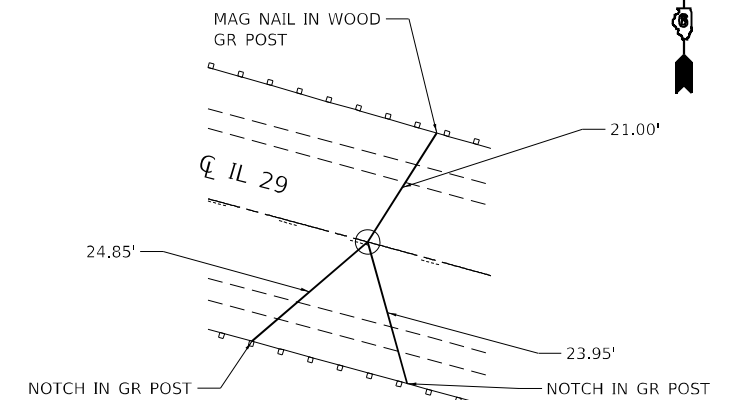 MAG NAIL IN WOOD
GR POST
6
21.00'
℄ IL 29
24.85'
23.95'
NOTCH IN GR POST
NOTCH IN GR POST